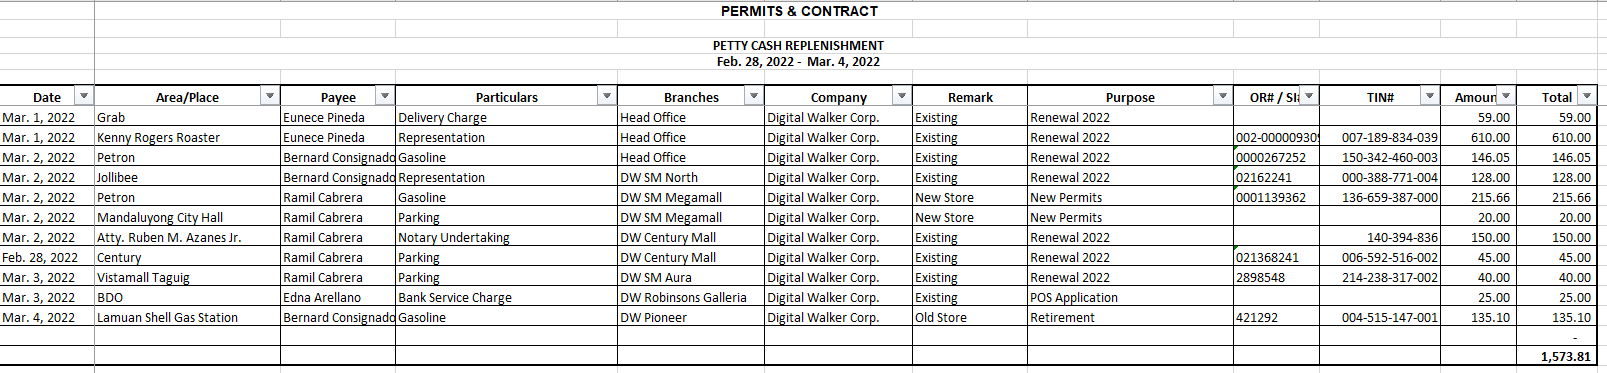 PERMITS & CONTRACT
PETTY CASH REPLENISHMENT
Feb. 28, 2022 - Mar. 4, 2022
Date Area/Place Payee Particulars Branches Company Remark Purpose OR# / SI# TIN# Amoun Total
Mar. 1, 2022 Grab Eunece Pineda Delivery Charge Head Office Digital Walker Corp. Existing Renewal 2022 59.00 59.00
Mar. 1, 2022 Kenny Rogers Roaster Eunece Pineda Representation Head Office Digital Walker Corp. Existing Renewal 2022 002-00000930 007-189-834-039 610.00 610.00
Mar. 2, 2022 Petron Bernard Consignado Gasoline Head Office Digital Walker Corp. Existing Renewal 2022 0000267252 150-342-460-003 146.05 146.05
Mar. 2, 2022 Jollibee Bernard Consignado Representation DW SM North Digital Walker Corp. Existing Renewal 2022 02162241 000-388-771-004 128.00 128.00
Mar. 2, 2022 Petron Ramil Cabrera Gasoline DW SM Megamall Digital Walker Corp. New Store New Permits 0001139362 136-659-387-000 215.66 215.66
Mar. 2, 2022 Mandaluyong City Hall Ramil Cabrera Parking DW SM Megamall Digital Walker Corp. New Store New Permits 20.00 20.00
Mar. 2, 2022 Atty. Ruben M. Azanes Jr. Ramil Cabrera Notary Undertaking DW Century Mall Digital Walker Corp. Existing Renewal 2022 140-394-836 150.00 150.00
Feb. 28, 2022 Century Ramil Cabrera Parking DW Century Mall Digital Walker Corp. Existing Renewal 2022 021368241 006-592-516-002 45.00 45.00
Mar. 3, 2022 Vistamall Taguig Ramil Cabrera Parking DW SM Aura Digital Walker Corp. Existing Renewal 2022 2898548 214-238-317-002 40.00 40.00
Mar. 3, 2022 BDO Edna Arellano Bank Service Charge DW Robinsons Galleria Digital Walker Corp. Existing POS Application 25.00 25.00
Mar. 4, 2022 Lamuan Shell Gas Station Bernard Consignado Gasoline DW Pioneer Digital Walker Corp. Old Store Retirement 421292 004-515-147-001 135.10 135.10
-
1,573.81